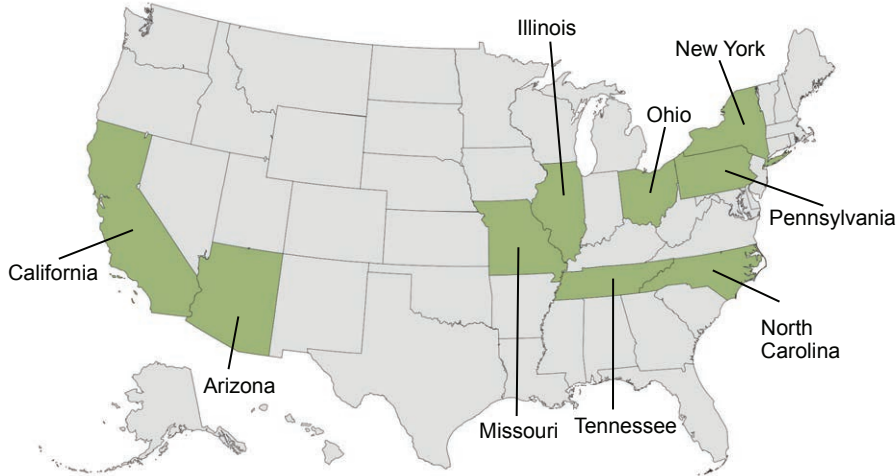 Illinois
New York
Ohio
Pennsylvania
California
North
Carolina
Arizona
Missouri
Tennessee